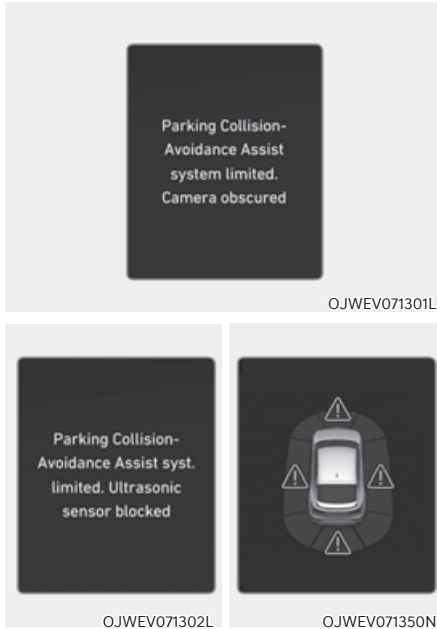 Parking Collision-
Avoidance Assist
system limited.
Camera obscured
OJWEV071301L
Parking Collision-
Avoidance Assist syst.
limited. Ultrasonic
sensor blocked
OJWEV071302L
OJWEV071350N